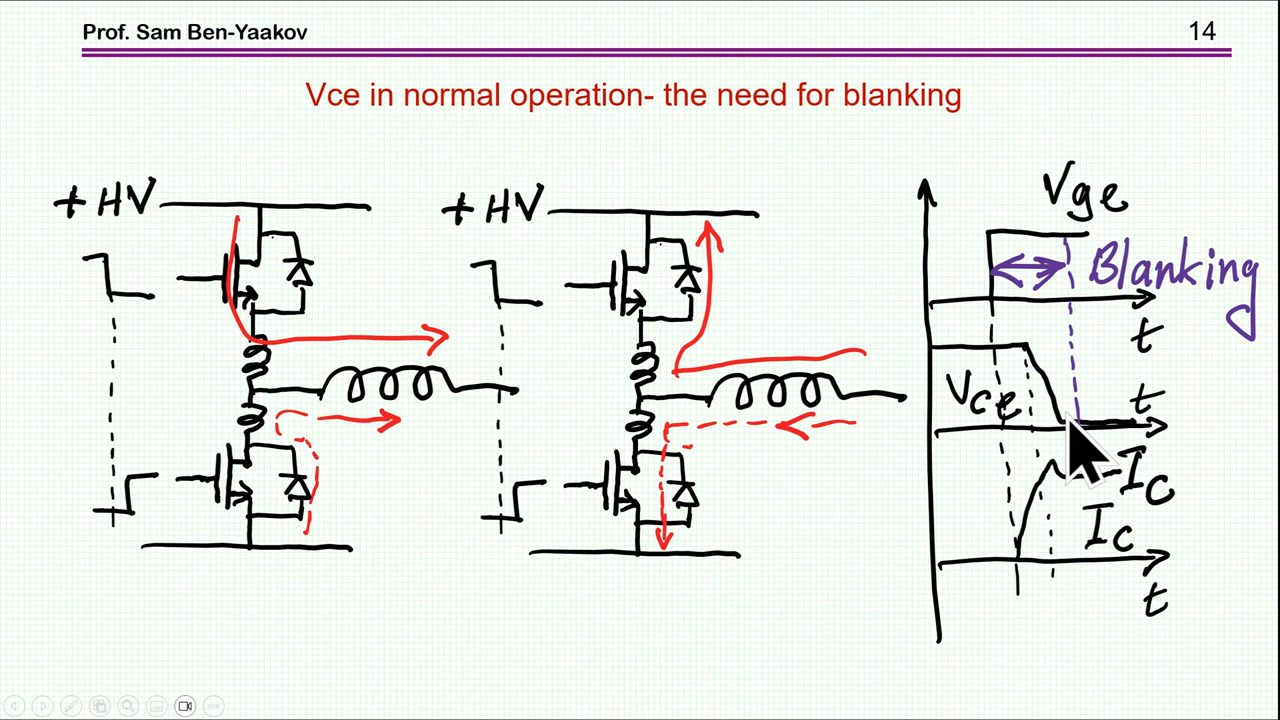 Prof. Sam Ben-Yaakov
14
Vce in normal operation- the need for blanking
+ HV
+ HV
Vge
Blanking
t
Vce
t
Ic
Ic
t